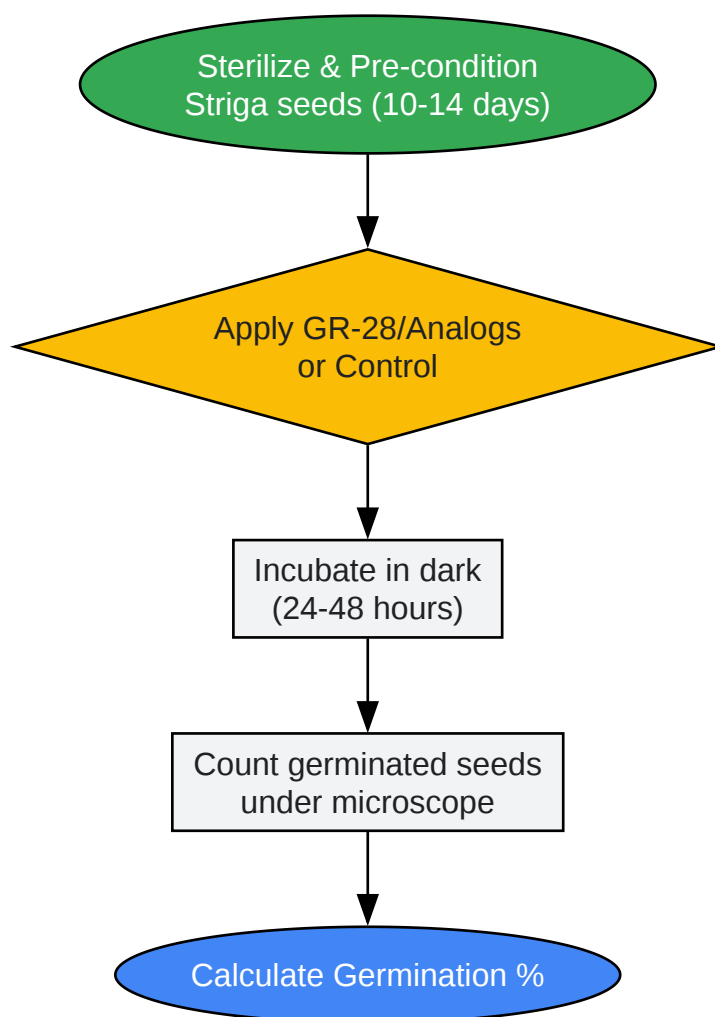 Sterilize & Pre-condition
Striga seeds (10-14 days)
Apply GR-28/Analogs
or Control
Incubate in dark
(24-48 hours)
Count germinated seeds
under microscope
Calculate Germination %